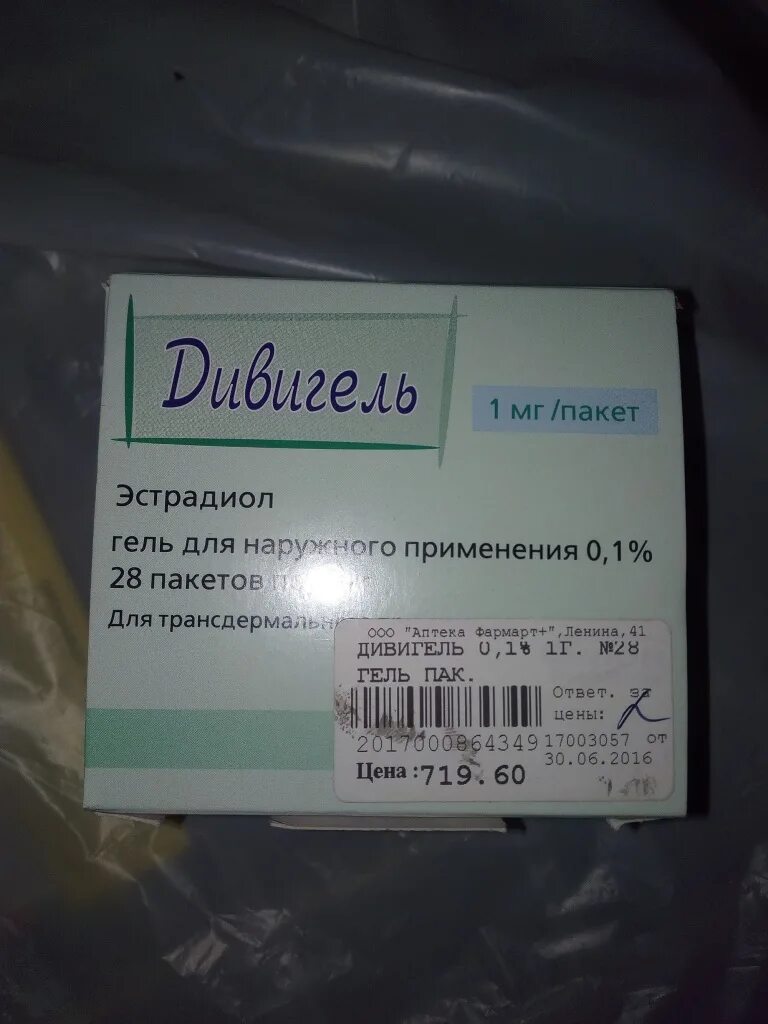 Дивигель
1 мг/пакет
Эстрадиол
гель для наружного применения 0,1%
28 пакетов
Для
ООО "Аптека Фармарт+",Ленина,41
ДИВИГЕЛЬ 0,1% 1Г. №28
ГЕЛЬ ПАК.
Ответ. за
цены:
2017000864349
17003057 от
30.06.2016
Цена :719.60